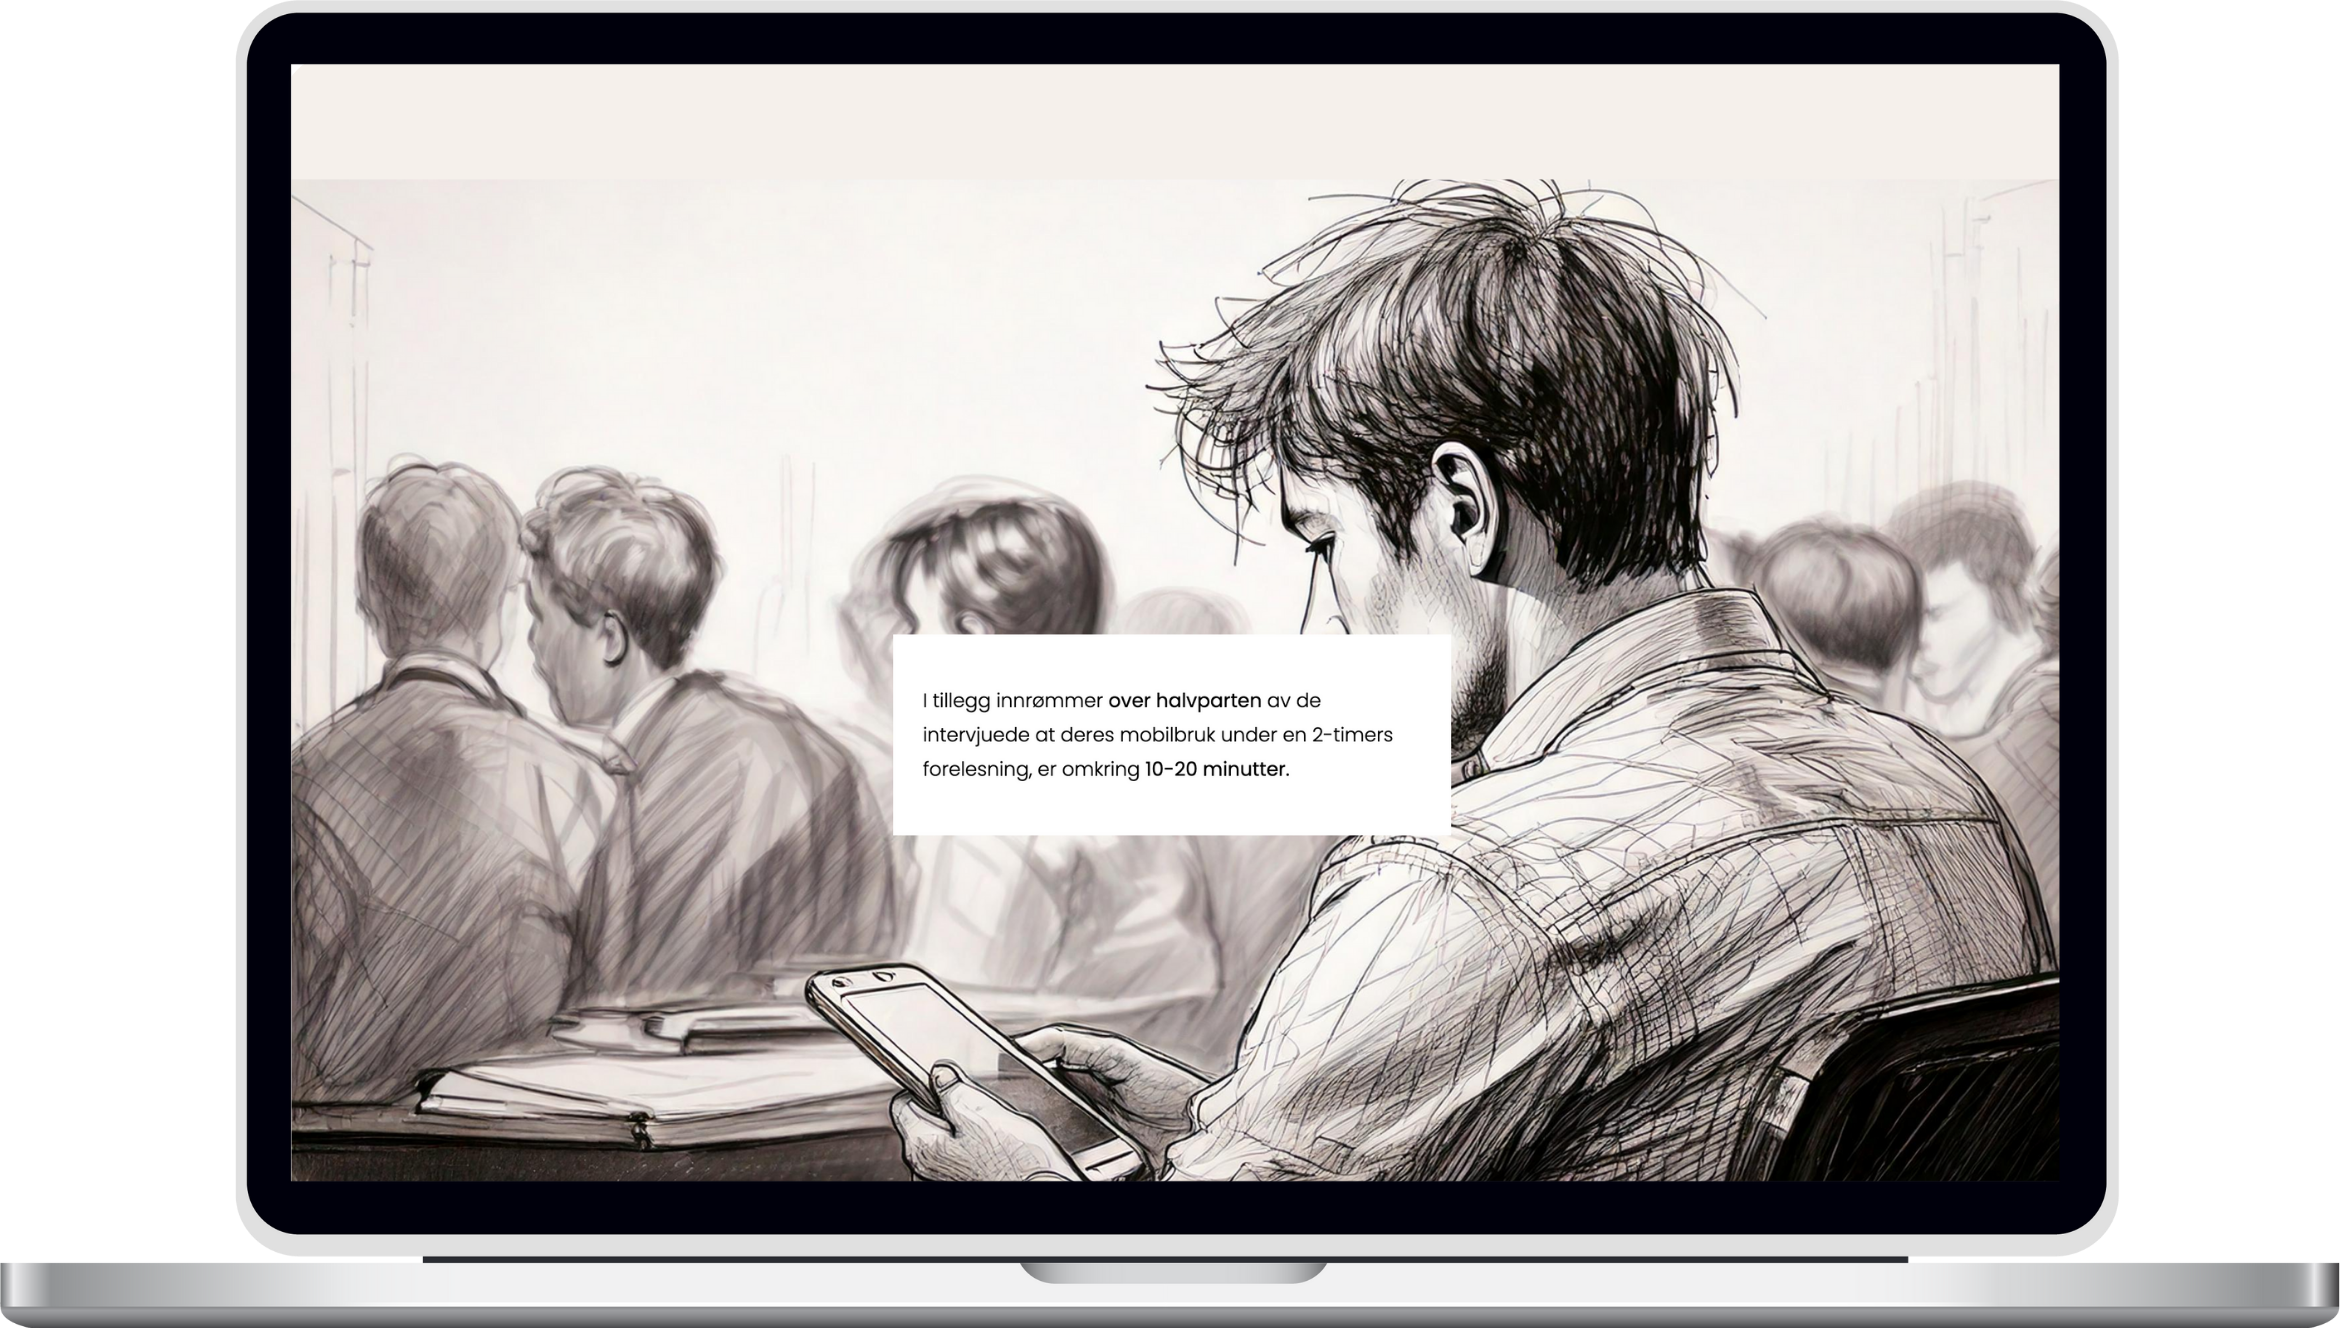 I tillegg innrømmer over halvparten av de
intervjuede at deres mobilbruk under en 2-timers
forelesning, er omkring 10-20 minutter.